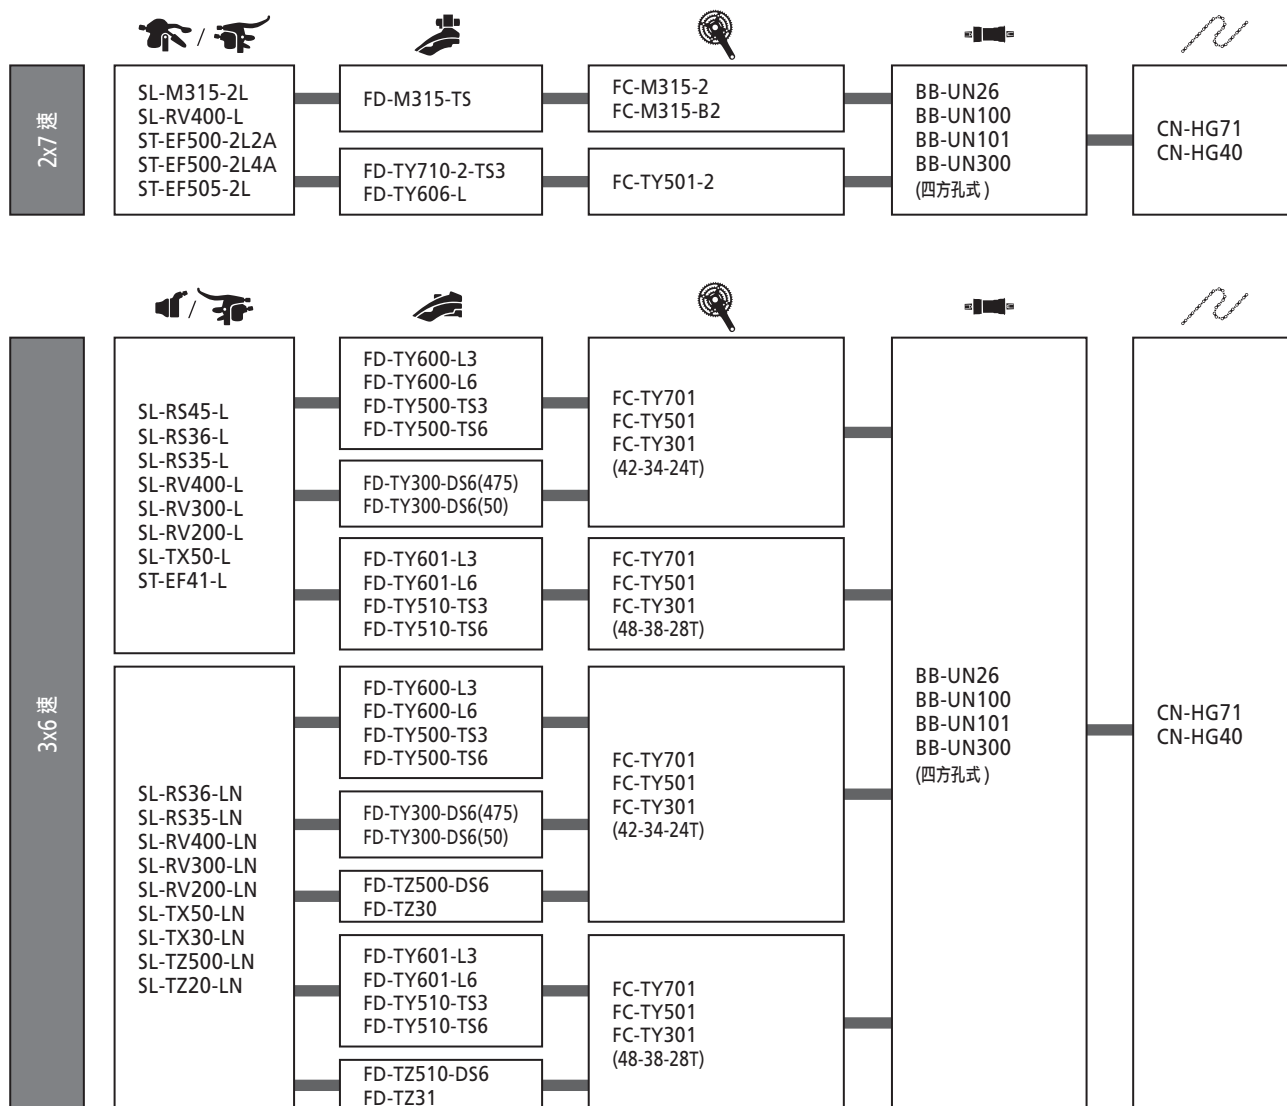 2x7 速
SL-M315-2L
SL-RV400-L
ST-EF500-2L2A
ST-EF500-2L4A
ST-EF505-2L
FD-M315-TS
FD-TY710-2-TS3
FD-TY606-L
FC-M315-2
FC-M315-B2
FC-TY501-2
BB-UN26
BB-UN100
BB-UN101
BB-UN300
(四方孔式 )
CN-HG71
CN-HG40
/
/
3x6 速
SL-RS45-L
SL-RS36-L
SL-RS35-L
SL-RV400-L
SL-RV300-L
SL-RV200-L
SL-TX50-L
ST-EF41-L
FD-TY600-L3
FD-TY600-L6
FD-TY500-TS3
FD-TY500-TS6
FD-TY300-DS6(475)
FD-TY300-DS6(50)
FC-TY701
FC-TY501
FC-TY301
(42-34-24T)
FD-TY601-L3
FD-TY601-L6
FD-TY510-TS3
FD-TY510-TS6
FC-TY701
FC-TY501
FC-TY301
(48-38-28T)
SL-RS36-LN
SL-RS35-LN
SL-RV400-LN
SL-RV300-LN
SL-RV200-LN
SL-TX50-LN
SL-TX30-LN
SL-TZ500-LN
SL-TZ20-LN
FD-TY600-L3
FD-TY600-L6
FD-TY500-TS3
FD-TY500-TS6
FD-TY300-DS6(475)
FD-TY300-DS6(50)
FD-TZ500-DS6
FD-TZ30
FC-TY701
FC-TY501
FC-TY301
(42-34-24T)
FD-TY601-L3
FD-TY601-L6
FD-TY510-TS3
FD-TY510-TS6
FD-TZ510-DS6
FD-TZ31
FC-TY701
FC-TY501
FC-TY301
(48-38-28T)
BB-UN26
BB-UN100
BB-UN101
BB-UN300
(四方孔式 )
CN-HG71
CN-HG40